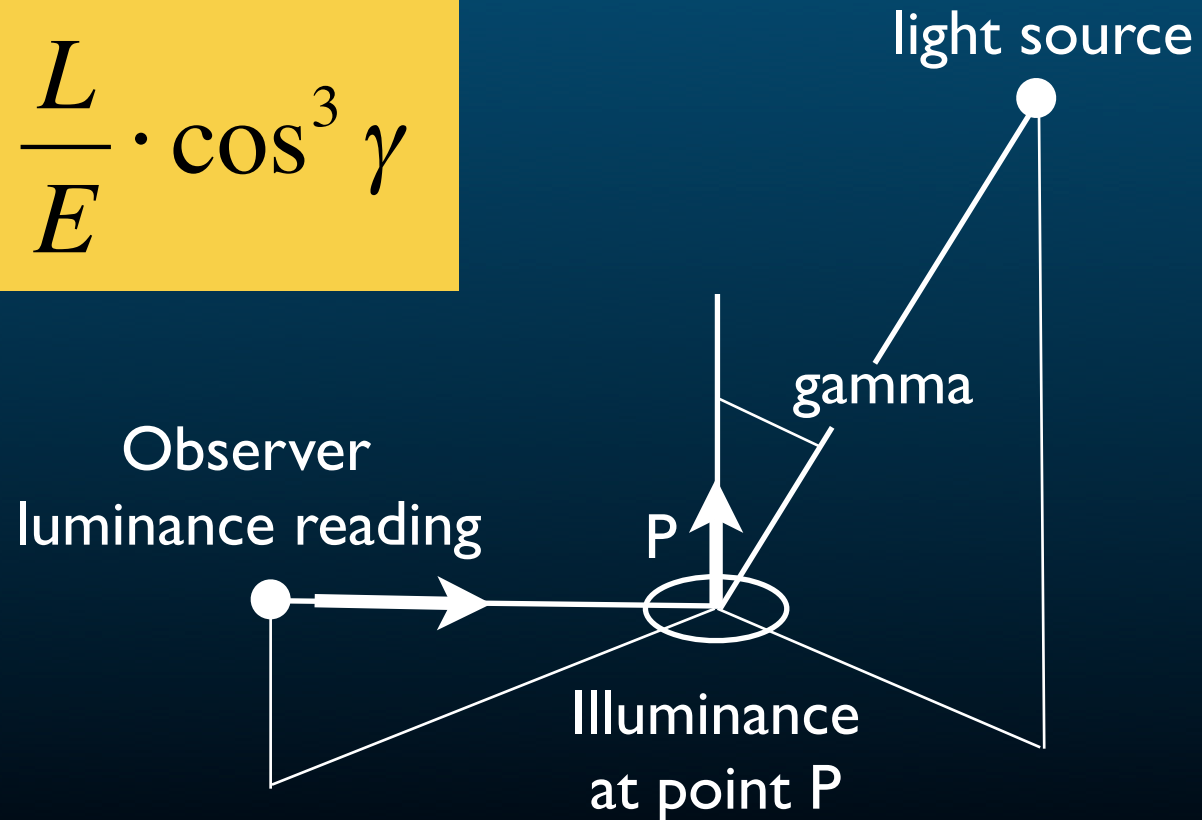 L/E · cos³ γ
light source
gamma
Observer
luminance reading
P
Illuminance
at point P